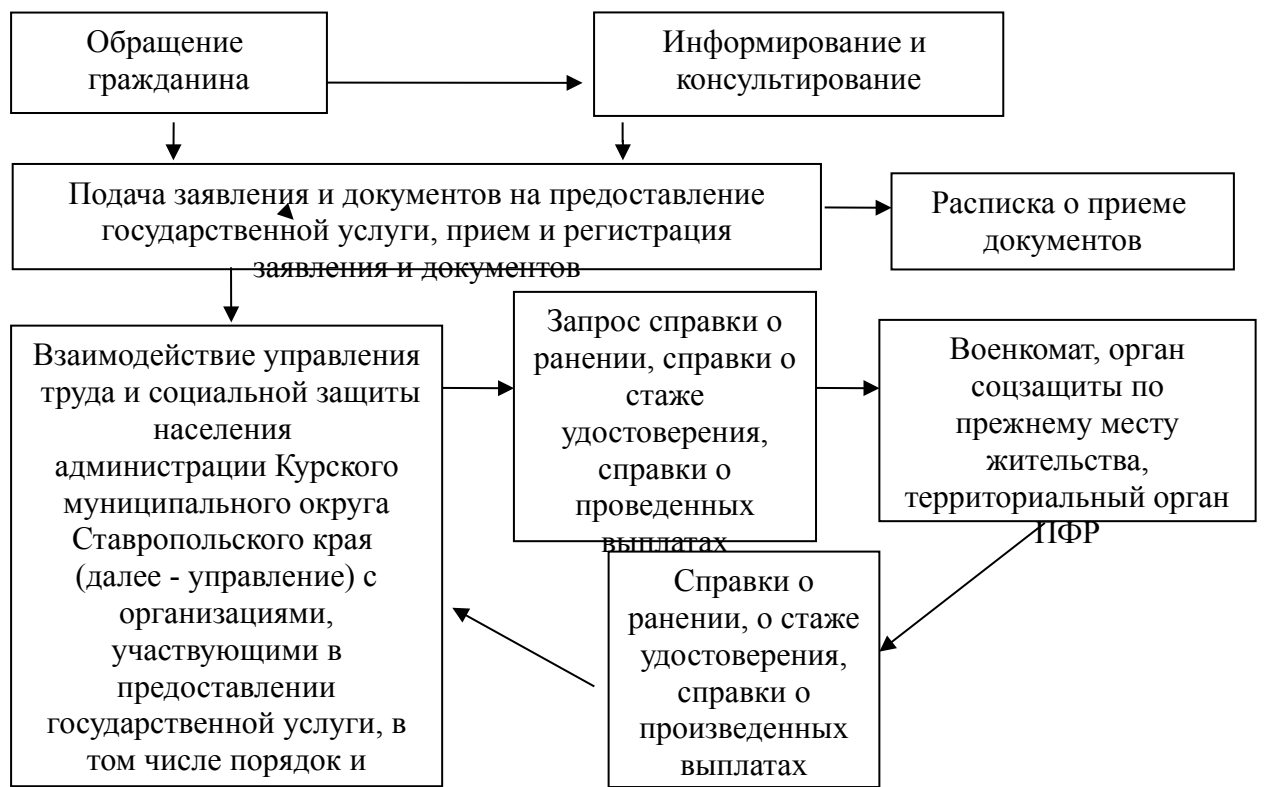 Обращение
гражданина
Информирование и
консультирование
Подача заявления и документов на предоставление
государственной услуги, прием и регистрация
заявления и документов
Расписка о приеме
документов
Взаимодействие управления
труда и социальной защиты
населения
администрации Курского
муниципального округа
Ставропольского края
(далее - управление) с
организациями,
участвующими в
предоставлении
государственной услуги, в
том числе порядок и
Запрос справки о
ранении, справки о
стаже
удостоверения,
справки о
проведенных
выплатах
Военкомат, орган
соцзащиты по
прежнему месту
жительства,
территориальный орган
ПФР
Справки о
ранении, о стаже
удостоверения,
справки о
произведенных
выплатах